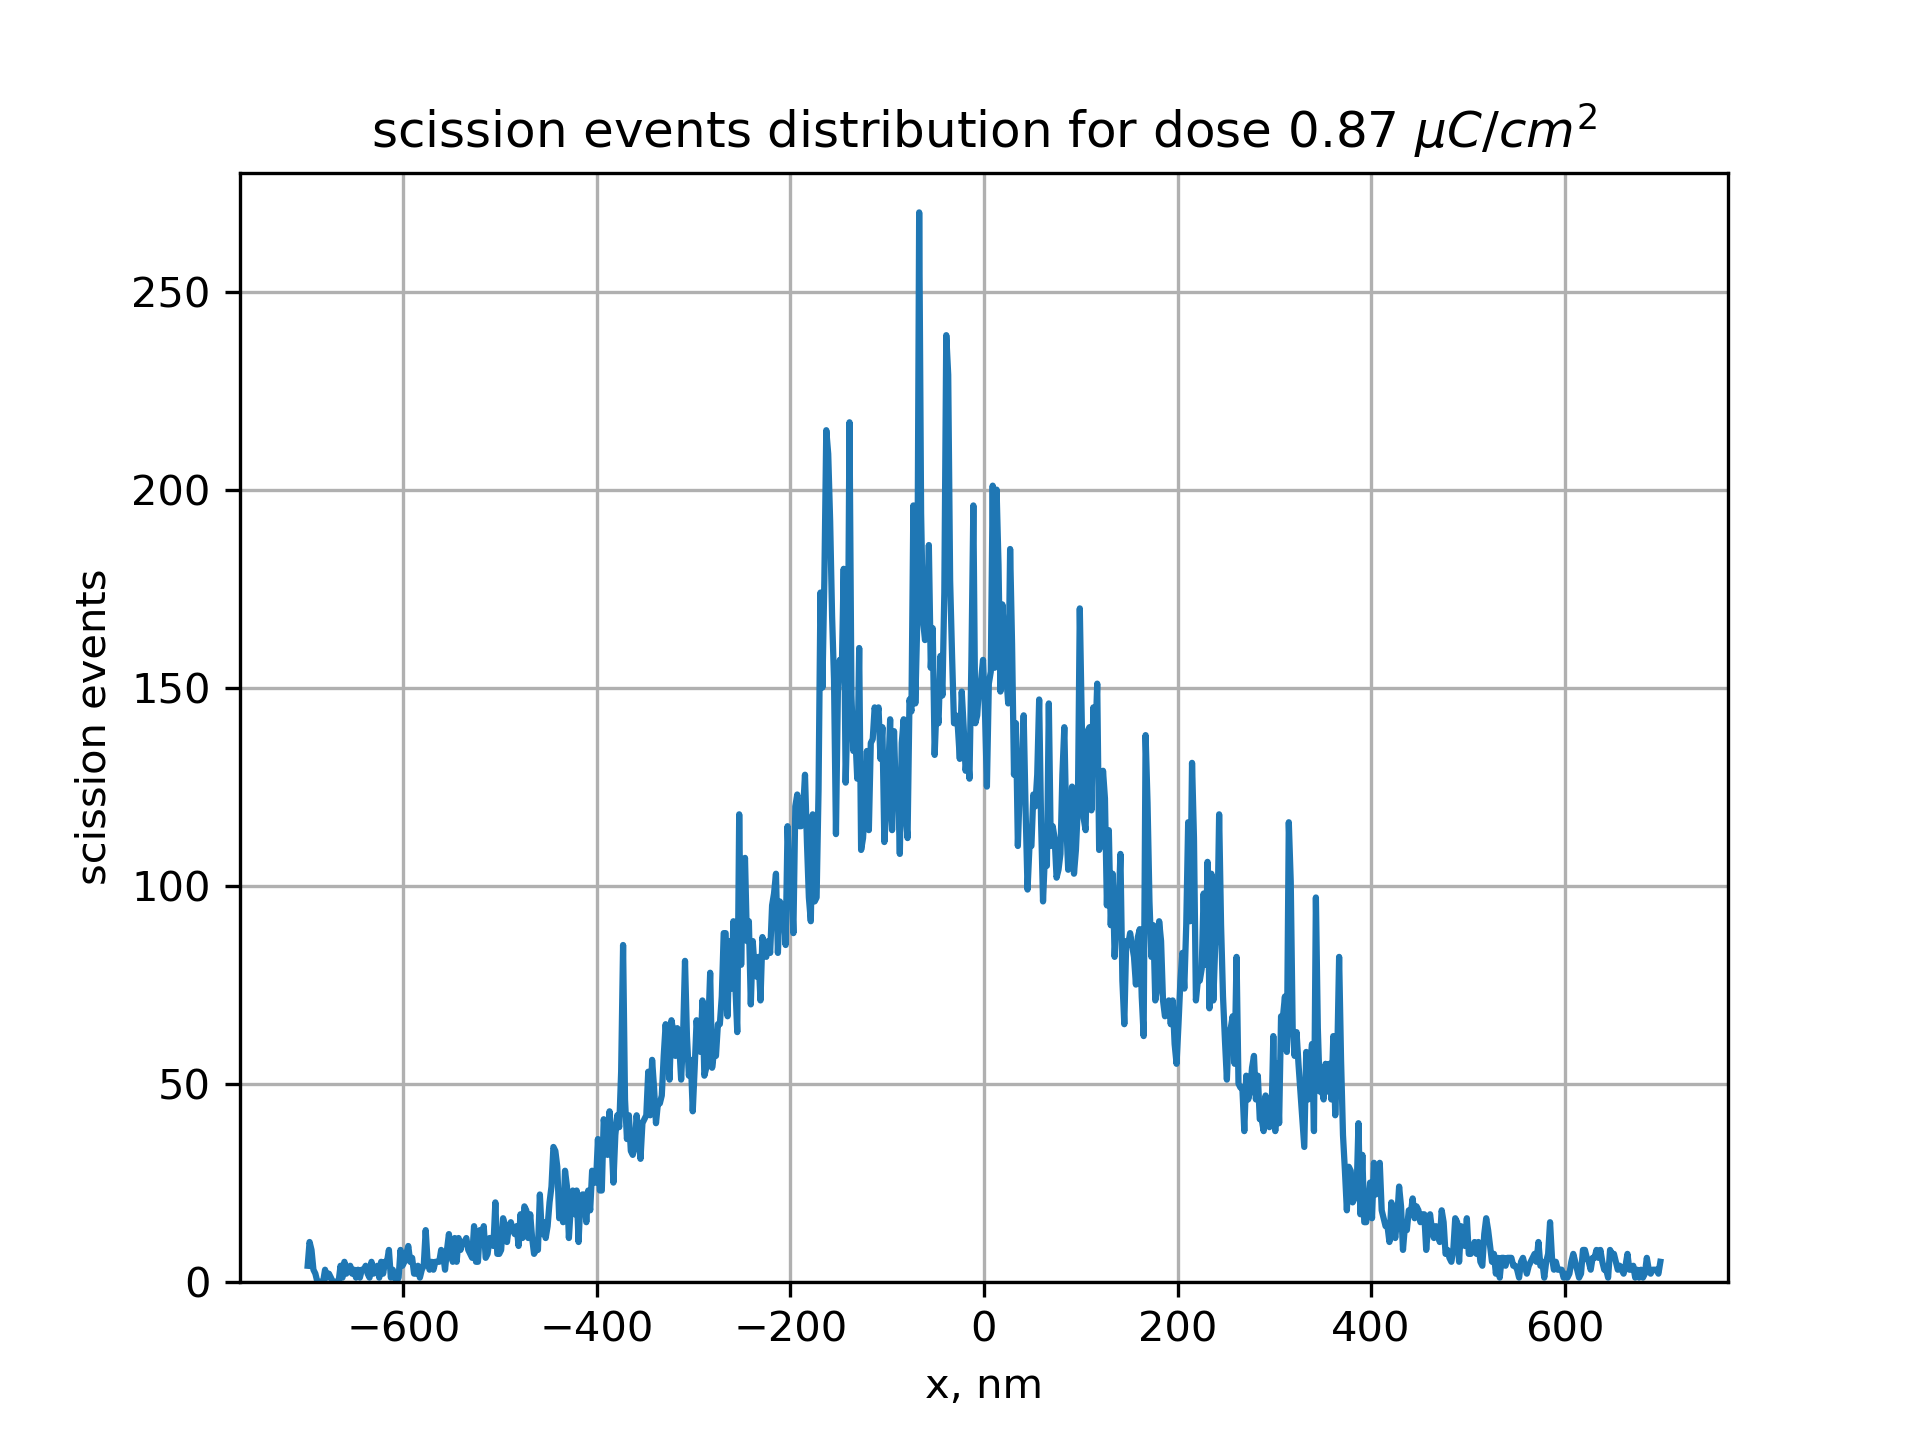 scission events distribution for dose 0.87 μC/cm²
scission events
250
200
150
100
50
0
−600 −400 −200 0 200 400 600
x, nm